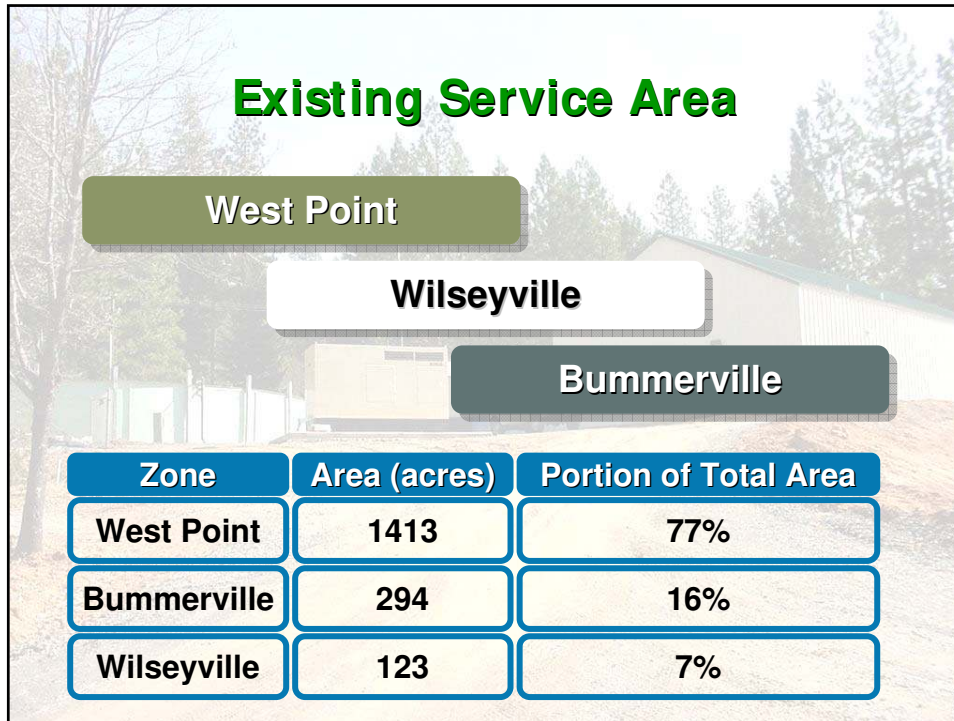 Existing Service Area
West Point
Wilseyville
Bummerville
Zone Area (acres) Portion of Total Area
West Point 1413 77%
Bummerville 294 16%
Wilseyville 123 7%